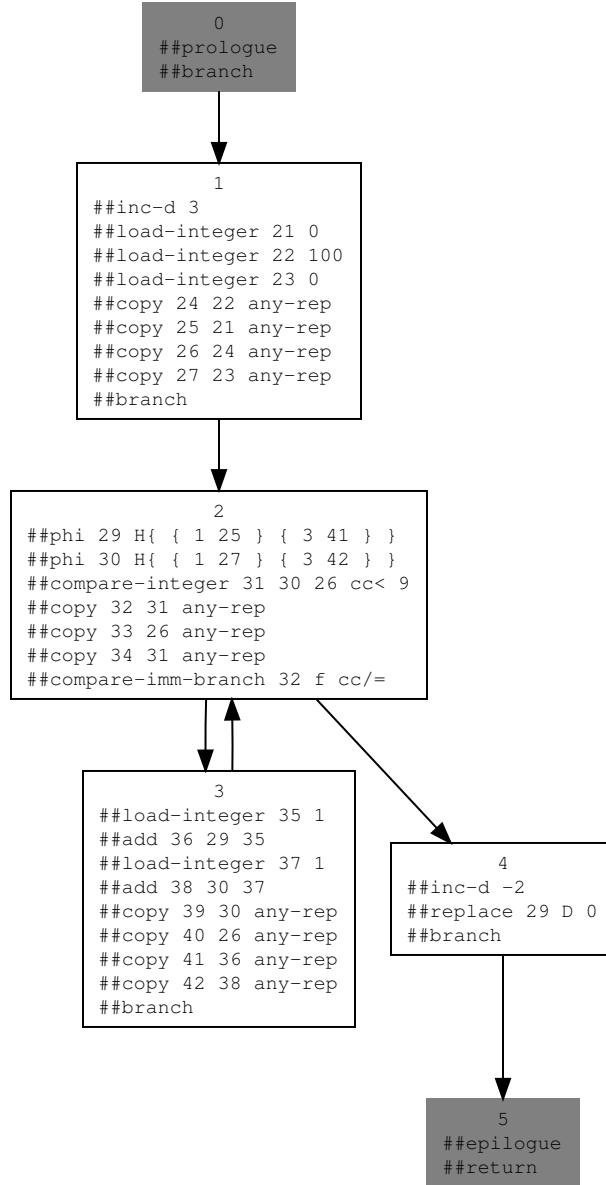 0
##prologue
##branch
1
##inc-d 3
##load-integer 21 0
##load-integer 22 100
##load-integer 23 0
##copy 24 22 any-rep
##copy 25 21 any-rep
##copy 26 24 any-rep
##copy 27 23 any-rep
##branch
2
##phi 29 H{ { 1 25 } { 3 41 } }
##phi 30 H{ { 1 27 } { 3 42 } }
##compare-integer 31 30 26 cc< 9
##copy 32 31 any-rep
##copy 33 26 any-rep
##copy 34 31 any-rep
##compare-imm-branch 32 f cc/=
3
##load-integer 35 1
##add 36 29 35
##load-integer 37 1
##add 38 30 37
##copy 39 30 any-rep
##copy 40 26 any-rep
##copy 41 36 any-rep
##copy 42 38 any-rep
##branch
4
##inc-d -2
##replace 29 D 0
##branch
5
##epilogue
##return